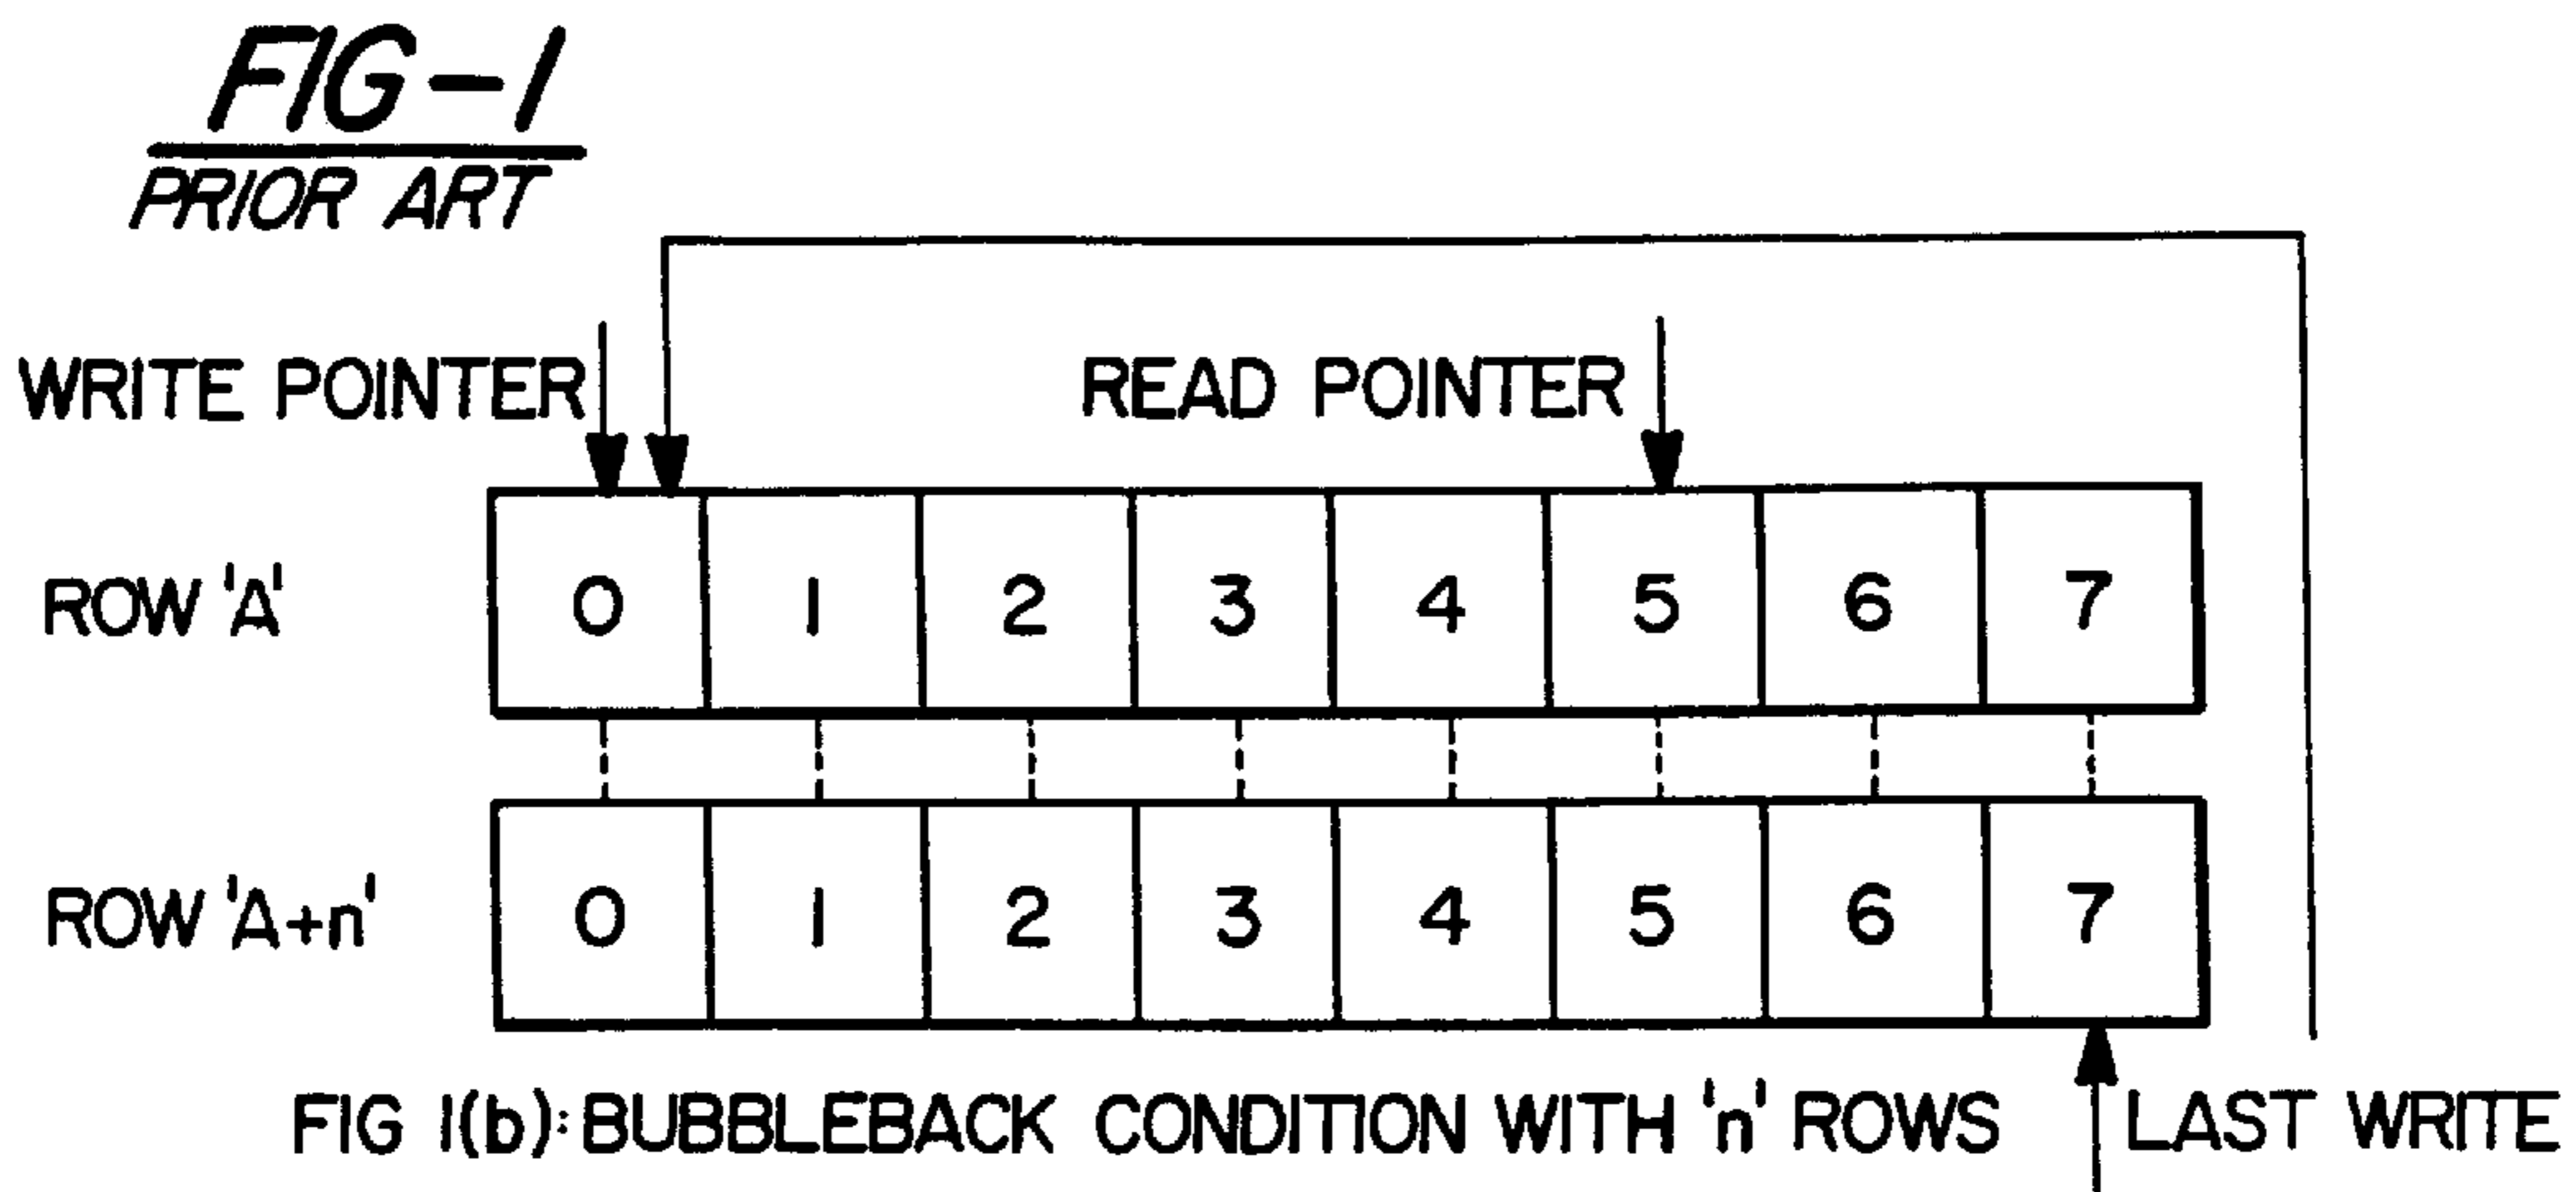 FIG-1
PRIOR ART
WRITE POINTER READ POINTER
ROW 'A' 0 1 2 3 4 5 6 7
ROW 'A+n' 0 1 2 3 4 5 6 7
FIG 1(b): BUBBLEBACK CONDITION WITH 'n' ROWS LAST WRITE